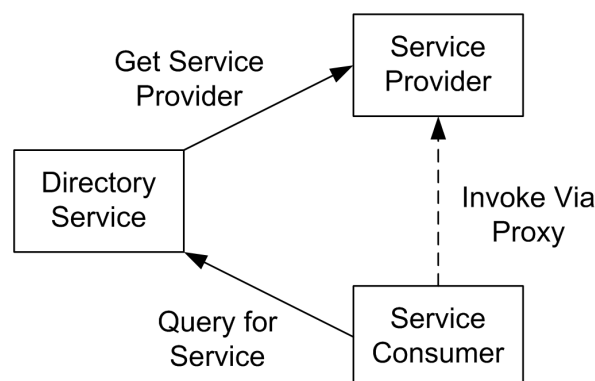 Service
Provider
Get Service
Provider
Directory
Service
Invoke Via
Proxy
Query for
Service
Service
Consumer